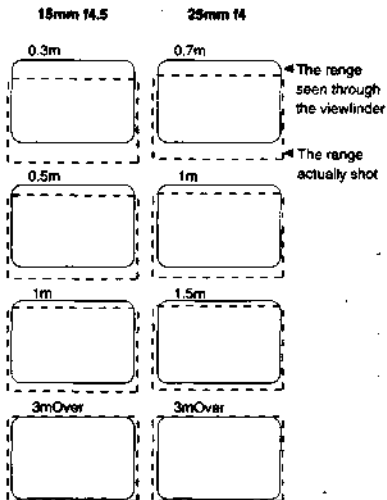 15mm f4.5 25mm f4
0.3m 0.7m
The range
seen through
the viewfinder
The range
actually shot
0.5m 1m
1m 1.5m
3mOver 3mOver